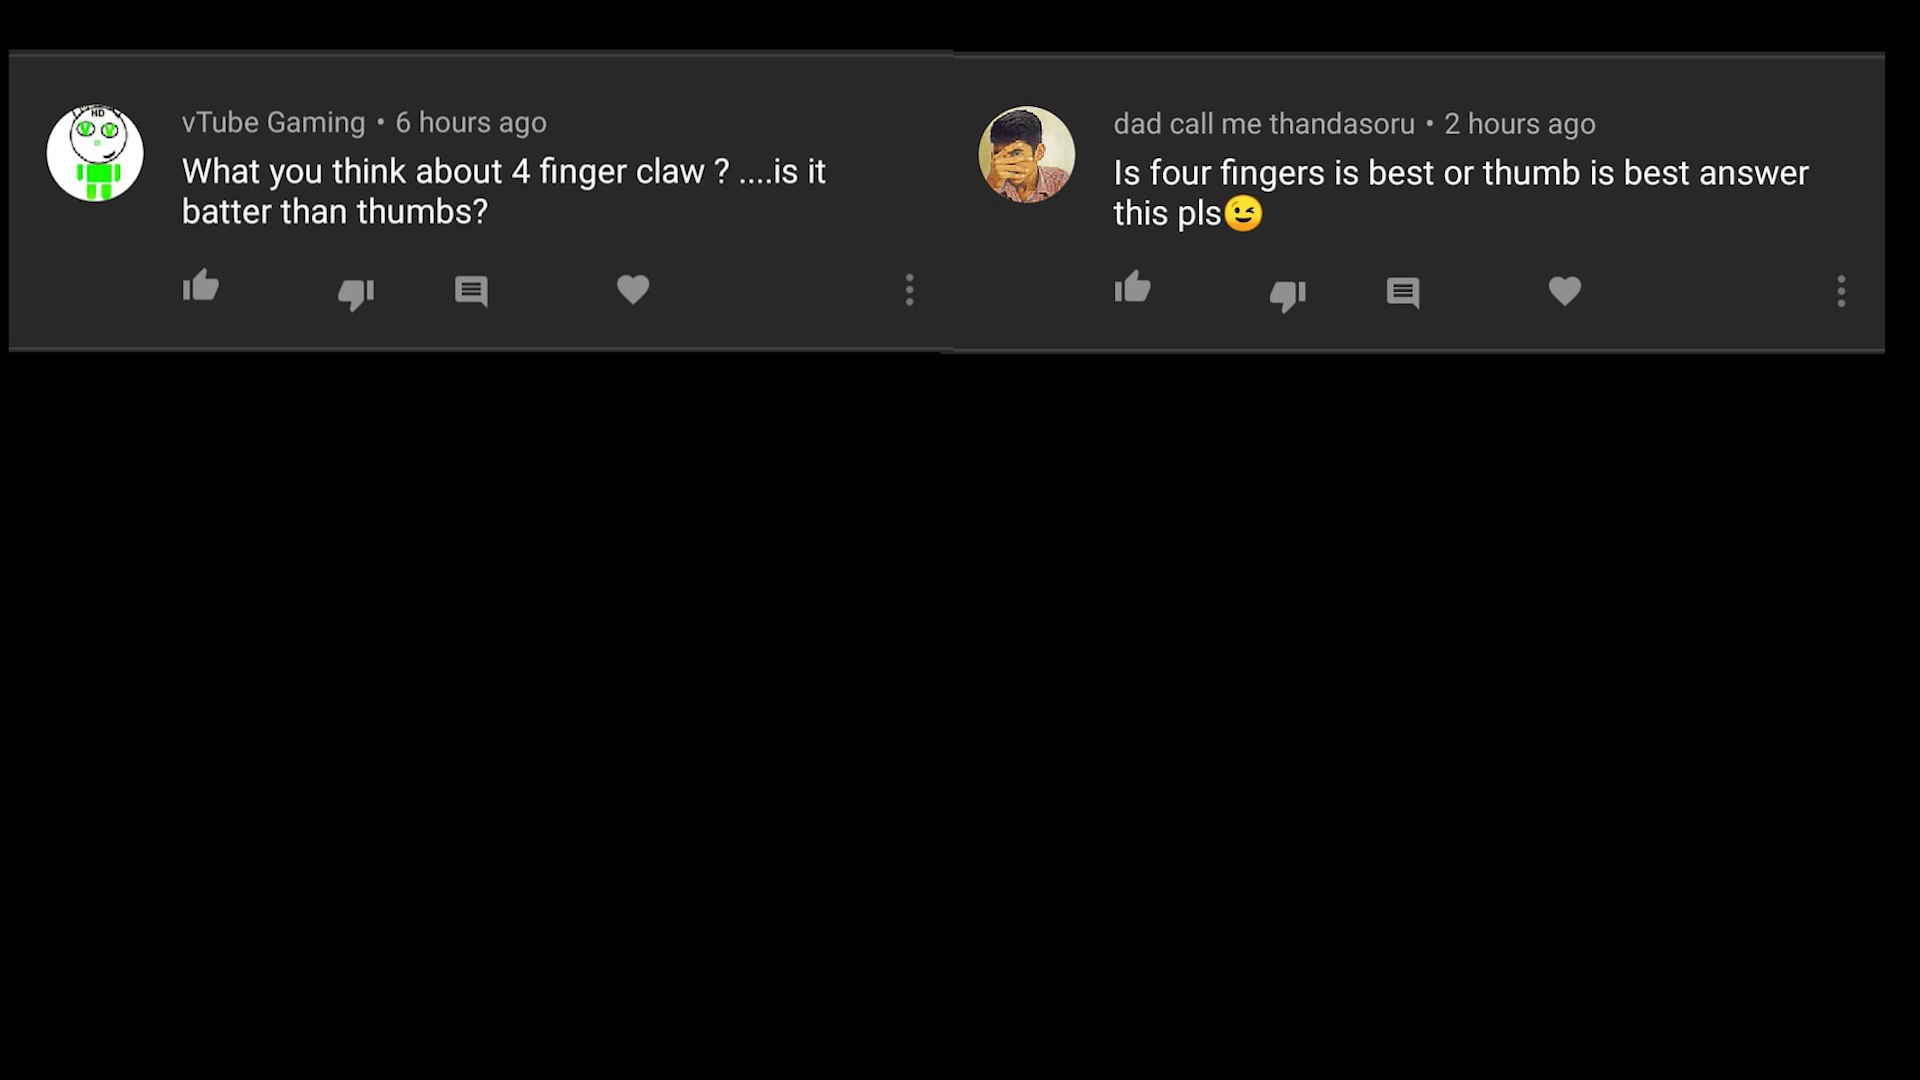 HD
vTube Gaming • 6 hours ago
What you think about 4 finger claw ? ....is it
batter than thumbs?
dad call me thandasoru • 2 hours ago
Is four fingers is best or thumb is best answer
this pls😉